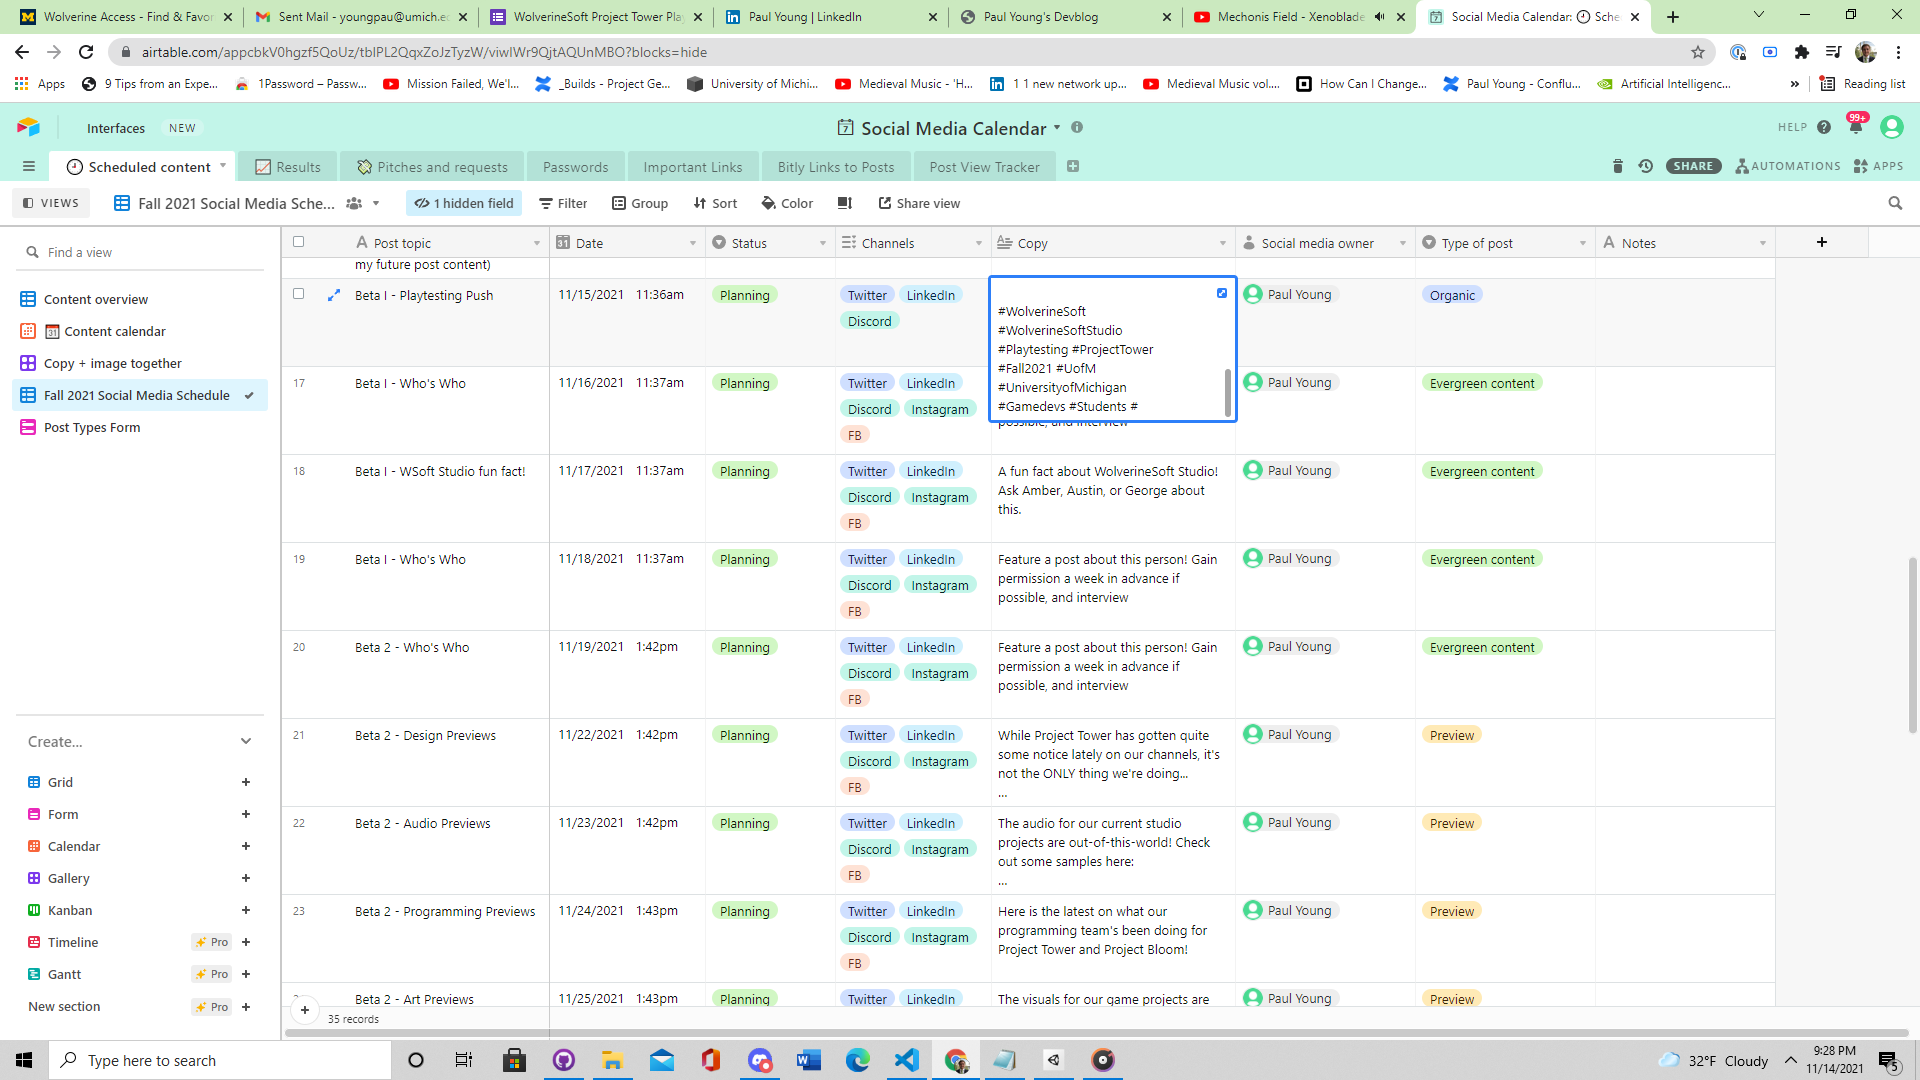 Wolverine Access - Find & Favor
Sent Mail - youngpau@umich.e
WolverineSoft Project Tower Play
Paul Young | LinkedIn
Paul Young's Devblog
Mechonis Field - Xenoblade
Social Media Calendar: Sche
airtable.com/appcbkV0hgzf5QoUz/tblPL2QqxZoJzTyzW/viwIWr9QjtAQUnMBO?blocks=hide
Apps
9 Tips from an Expe...
1Password – Passw...
Mission Failed, We'l...
_Builds - Project Ge...
University of Michi...
Medieval Music - 'H...
1 1 new network up...
Medieval Music vol....
How Can I Change...
Paul Young - Conflu...
Artificial Intelligenc...
»
Reading list
Interfaces NEW
Social Media Calendar
HELP
99+
Scheduled content
Results
Pitches and requests
Passwords
Important Links
Bitly Links to Posts
Post View Tracker
SHARE
AUTOMATIONS
APPS
VIEWS
Fall 2021 Social Media Sche...
1 hidden field
Filter
Group
Sort
Color
Share view
Find a view
Content overview
Content calendar
Copy + image together
Fall 2021 Social Media Schedule
Post Types Form
Create...
Grid
Form
Calendar
Gallery
Kanban
Timeline Pro
Gantt Pro
New section Pro
Post topic
Date
Status
Channels
Copy
Social media owner
Type of post
Notes
my future post content)
Beta I - Playtesting Push
11/15/2021 11:36am
Planning
Twitter LinkedIn
Discord
#WolverineSoft
#WolverineSoftStudio
#Playtesting #ProjectTower
#Fall2021 #UofM
#UniversityofMichigan
#Gamedevs #Students #
Paul Young
Organic
17
Beta I - Who's Who
11/16/2021 11:37am
Planning
Twitter LinkedIn
Discord Instagram
FB
possible, and interview
Paul Young
Evergreen content
18
Beta I - WSoft Studio fun fact!
11/17/2021 11:37am
Planning
Twitter LinkedIn
Discord Instagram
FB
A fun fact about WolverineSoft Studio!
Ask Amber, Austin, or George about
this.
Paul Young
Evergreen content
19
Beta I - Who's Who
11/18/2021 11:37am
Planning
Twitter LinkedIn
Discord Instagram
FB
Feature a post about this person! Gain
permission a week in advance if
possible, and interview
Paul Young
Evergreen content
20
Beta 2 - Who's Who
11/19/2021 1:42pm
Planning
Twitter LinkedIn
Discord Instagram
FB
Feature a post about this person! Gain
permission a week in advance if
possible, and interview
Paul Young
Evergreen content
21
Beta 2 - Design Previews
11/22/2021 1:42pm
Planning
Twitter LinkedIn
Discord Instagram
FB
While Project Tower has gotten quite
some notice lately on our channels, it's
not the ONLY thing we're doing...
...
Paul Young
Preview
22
Beta 2 - Audio Previews
11/23/2021 1:42pm
Planning
Twitter LinkedIn
Discord Instagram
FB
The audio for our current studio
projects are out-of-this-world! Check
out some samples here:
...
Paul Young
Preview
23
Beta 2 - Programming Previews
11/24/2021 1:43pm
Planning
Twitter LinkedIn
Discord Instagram
FB
Here is the latest on what our
programming team's been doing for
Project Tower and Project Bloom!
Paul Young
Preview
Beta 2 - Art Previews
11/25/2021 1:43pm
Planning
Twitter LinkedIn
The visuals for our game projects are
Paul Young
Preview
35 records
Type here to search
32°F Cloudy
9:28 PM
11/14/2021
5